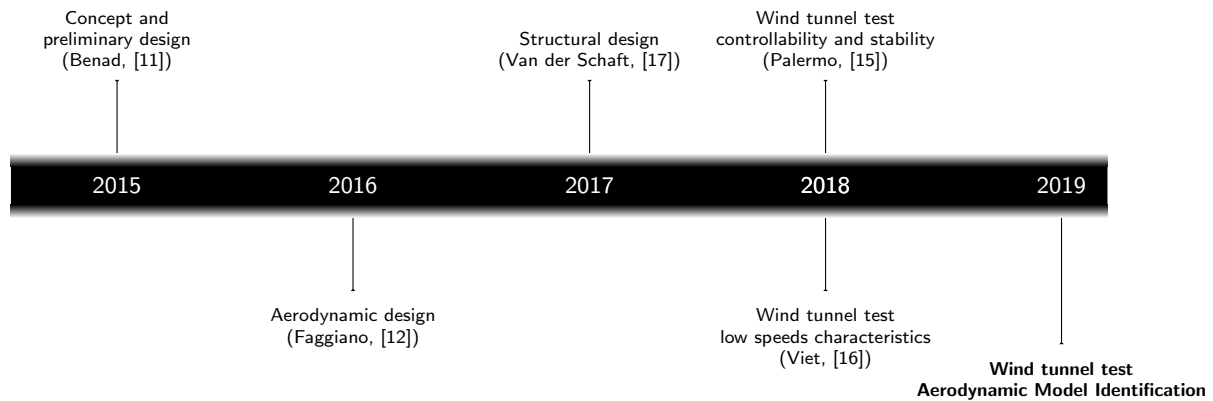 Concept and
preliminary design
(Benad, [11])
Structural design
(Van der Schaft, [17])
Wind tunnel test
controllability and stability
(Palermo, [15])
2015
2016
2017
2018
2019
Aerodynamic design
(Faggiano, [12])
Wind tunnel test
low speeds characteristics
(Viet, [16])
Wind tunnel test
Aerodynamic Model Identification